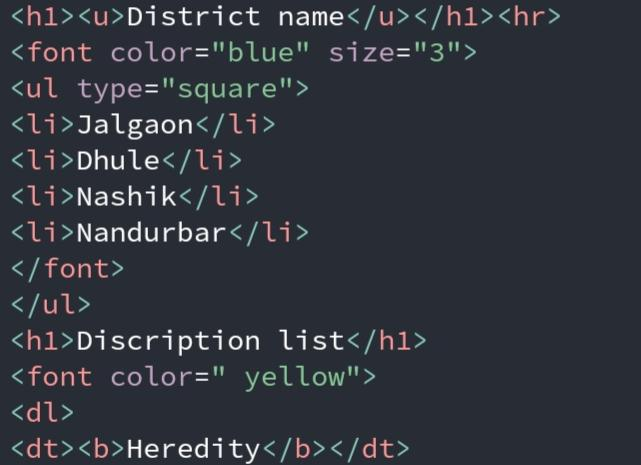 <h1><u>District name</u></h1><hr>
<font color="blue" size="3">
<ul type="square">
<li>Jalgaon</li>
<li>Dhule</li>
<li>Nashik</li>
<li>Nandurbar</li>
</font>
</ul>
<h1>Discription list</h1>
<font color=" yellow">
<dl>
<dt><b>Heredity</b></dt>